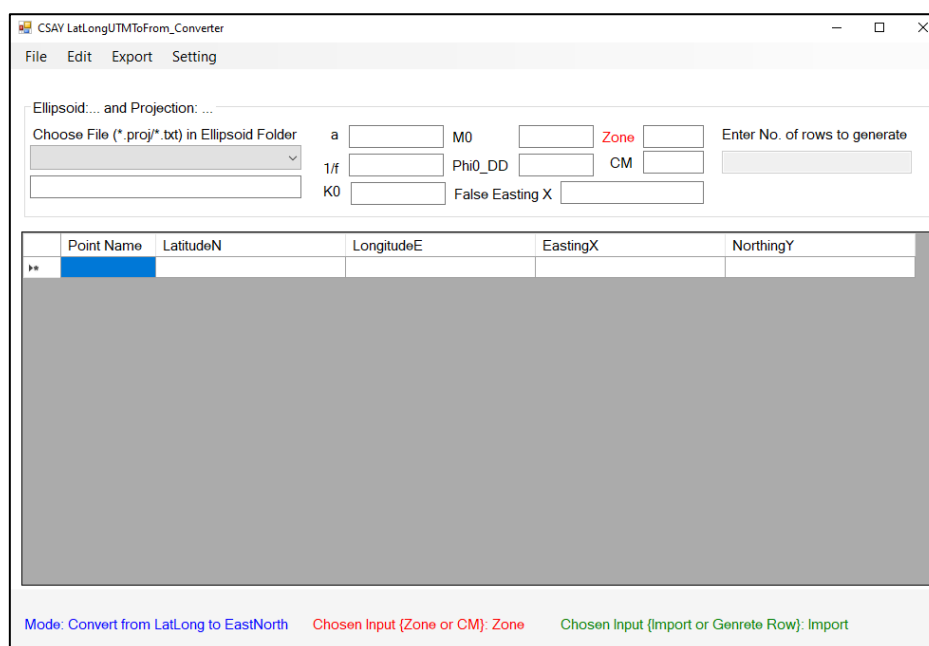 CSAY LatLongUTMToFrom_Converter
File Edit Export Setting
Ellipsoid:... and Projection: ...
Choose File (*.proj/*.txt) in Ellipsoid Folder a M0 Zone Enter No. of rows to generate
1/f Phi0_DD CM
K0 False Easting X
Point Name LatitudeN LongitudeE EastingX NorthingY
Mode: Convert from LatLong to EastNorth Chosen Input {Zone or CM}: Zone Chosen Input {Import or Genrete Row}: Import